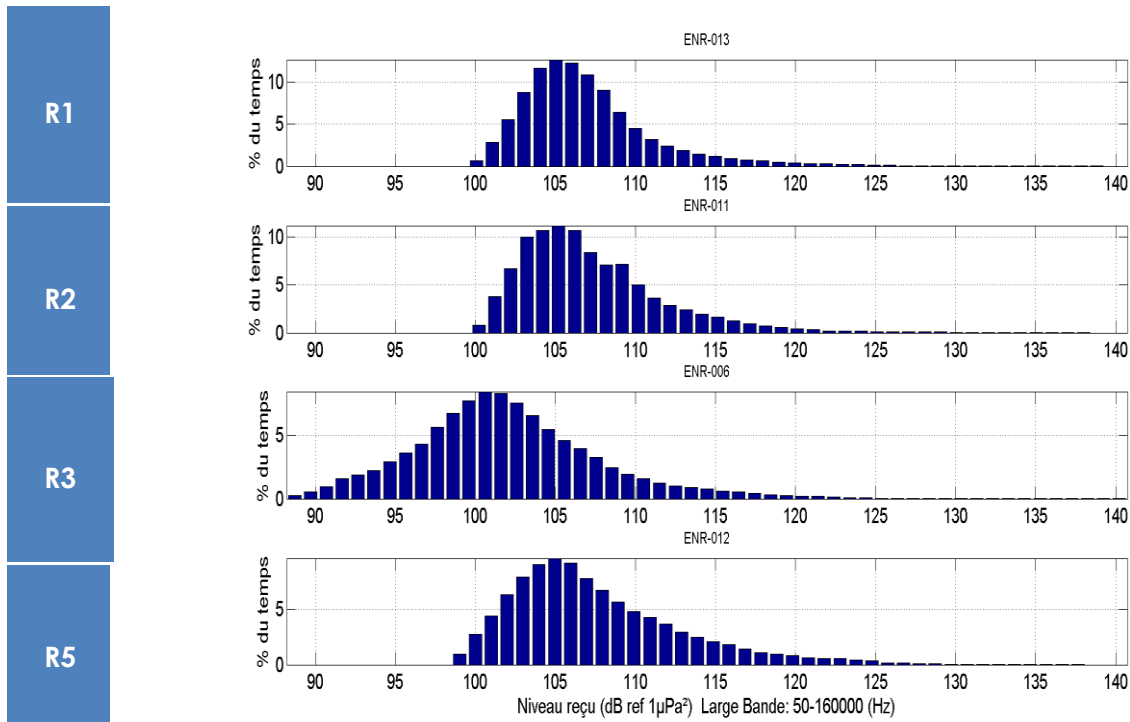 R1
ENR-013
% du temps
10
5
0
90 95 100 105 110 115 120 125 130 135 140
R2
ENR-011
% du temps
10
5
0
90 95 100 105 110 115 120 125 130 135 140
R3
ENR-006
% du temps
5
0
90 95 100 105 110 115 120 125 130 135 140
R5
ENR-012
% du temps
5
0
90 95 100 105 110 115 120 125 130 135 140
Niveau reçu (dB ref 1µPa²) Large Bande: 50-160000 (Hz)